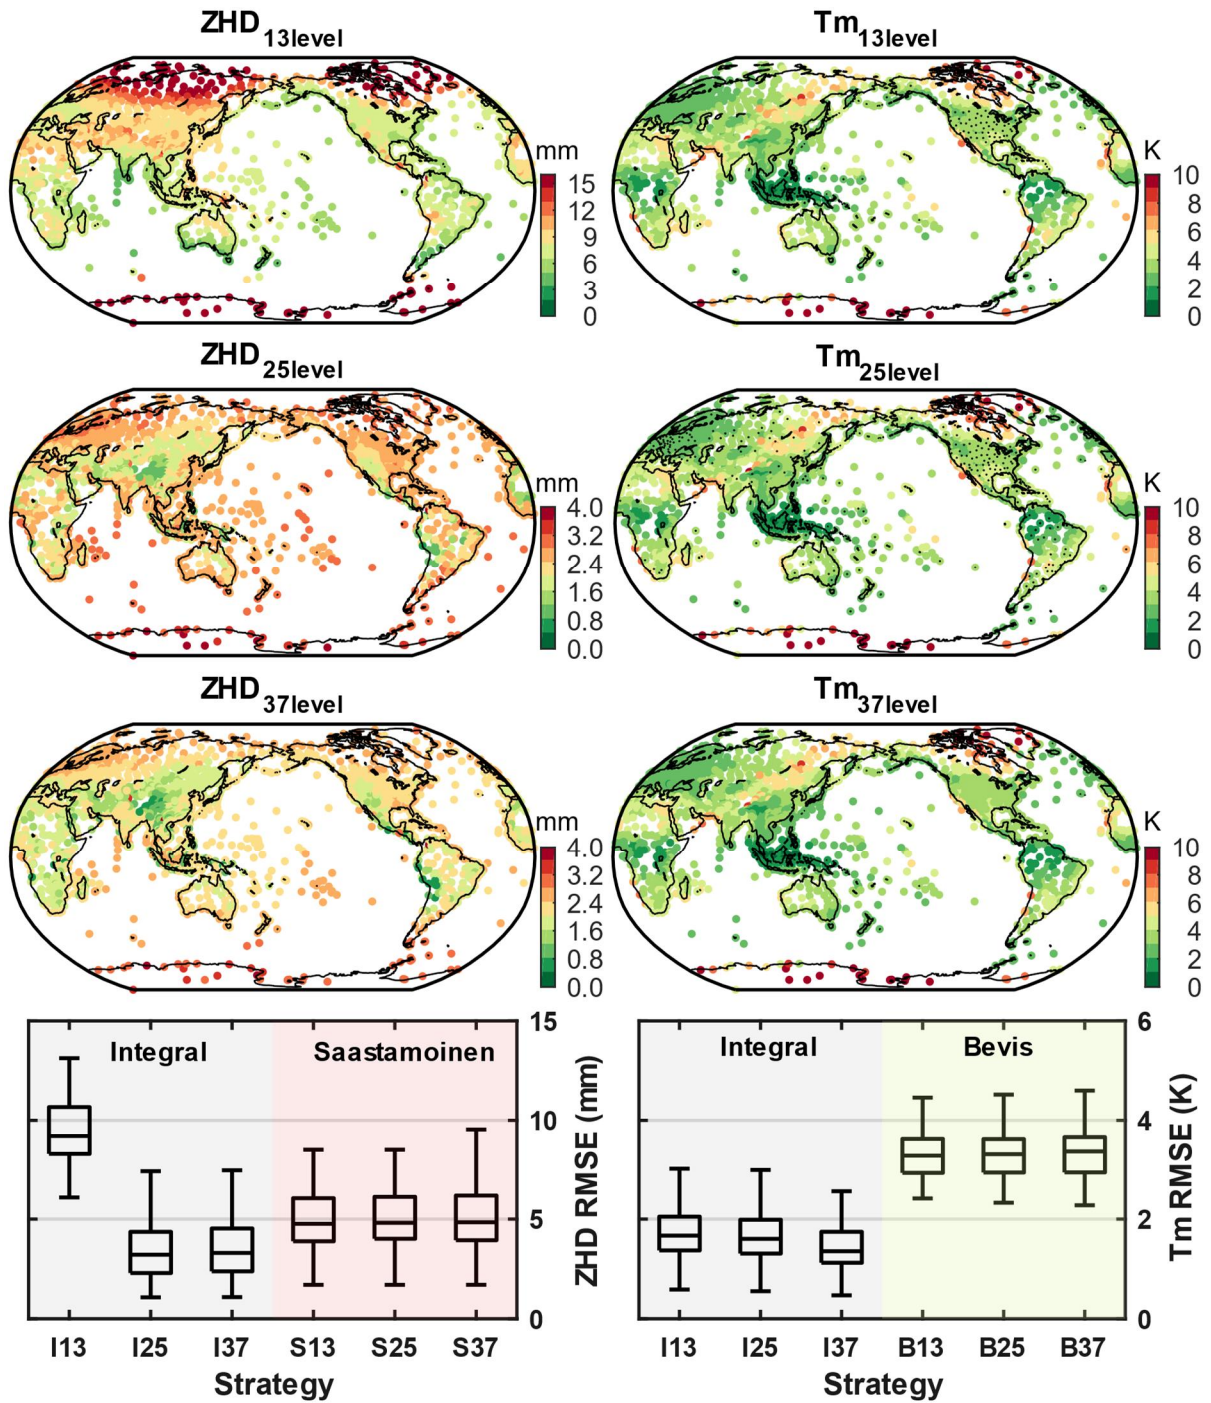 ZHD13level
Tm13level
mm
15
12
9
6
3
0
K
10
8
6
4
2
0
ZHD25level
Tm25level
mm
4.0
3.2
2.4
1.6
0.8
0.0
K
10
8
6
4
2
0
ZHD37level
Tm37level
mm
4.0
3.2
2.4
1.6
0.8
0.0
K
10
8
6
4
2
0
Integral
Saastamoinen
15
10
5
0
ZHD RMSE (mm)
I13 I25 I37 S13 S25 S37
Strategy
Integral
Bevis
6
4
2
0
Tm RMSE (K)
I13 I25 I37 B13 B25 B37
Strategy